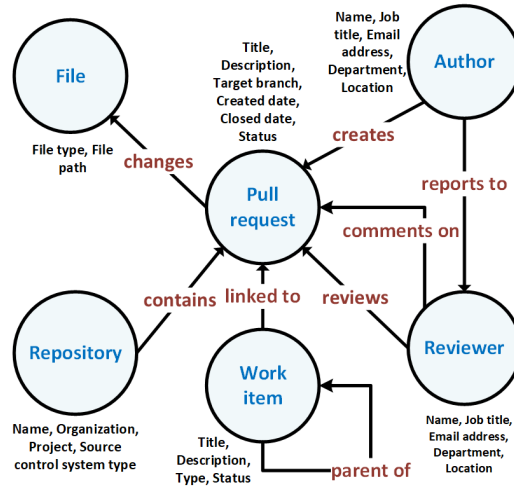 File
File type, File
path
Title,
Description,
Target branch,
Created date,
Closed date,
Status
Name, Job
title, Email
address,
Department,
Location
Author
creates
changes
Pull
request
reports to
comments on
contains
linked to
reviews
Repository
Name, Organization,
Project, Source
control system type
Work
item
Title,
Description,
Type, Status
parent of
Reviewer
Name, Job title,
Email address,
Department,
Location